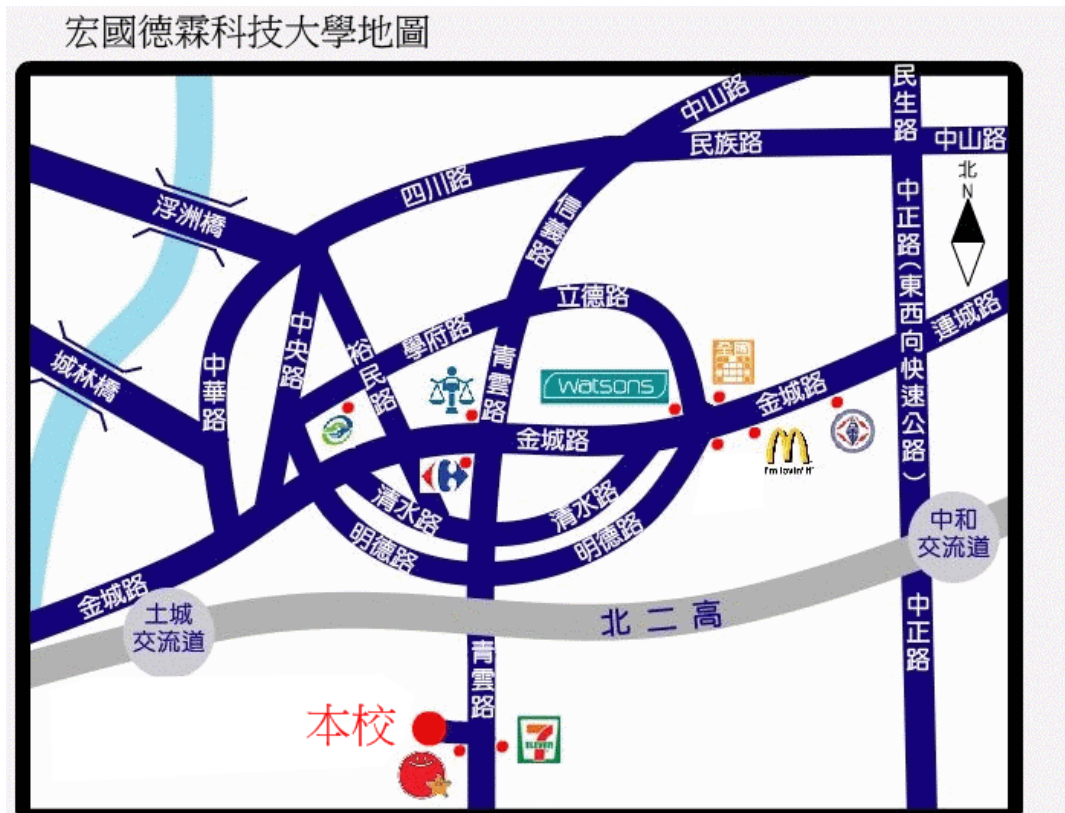 宏國德霖科技大學地圖
民生路
中山路
民族路
中山路
北
N
四川路
信義路
浮洲橋
中正路(東西向快速公路)
連城路
立德路
中央路
裕民路
學府路
青雲路
全國
watsons
中華路
城林橋
金城路
金城路
i'm lovin' it
清水路
清水路
明德路
明德路
中和
交流道
金城路
土城
交流道
北二高
中正路
青雲路
本校
7
ELEVEN